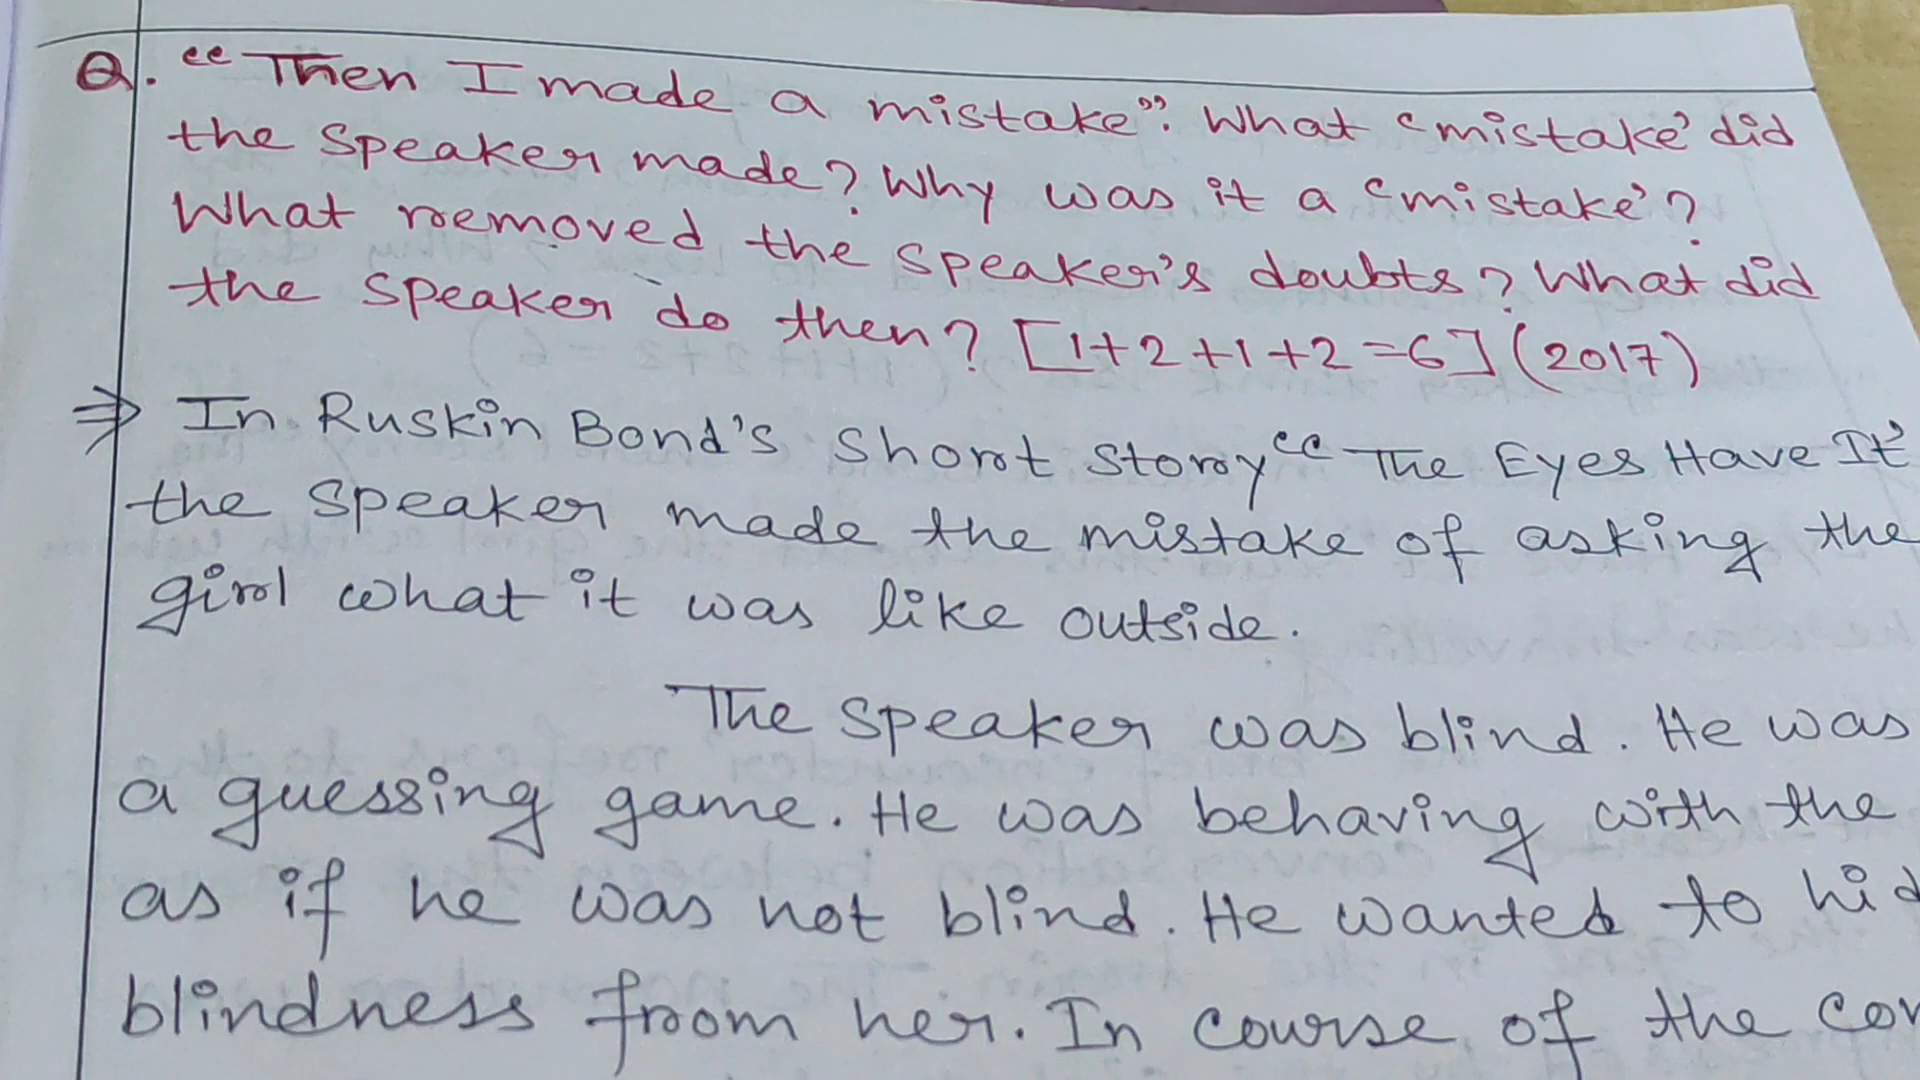 Q. “Then I made a mistake”. What ‘mistake’ did
the speaker made? Why was it a ‘mistake’?
What removed the speaker's doubts? What did
the speaker do then? [1+2+1+2=6] (2017)
⇒ In Ruskin Bond's short story “The Eyes Have It”
the speaker made the mistake of asking the
girl what it was like outside.
The speaker was blind. He was
a guessing game. He was behaving with the
as if he was not blind. He wanted to hid
blindness from her. In course of the